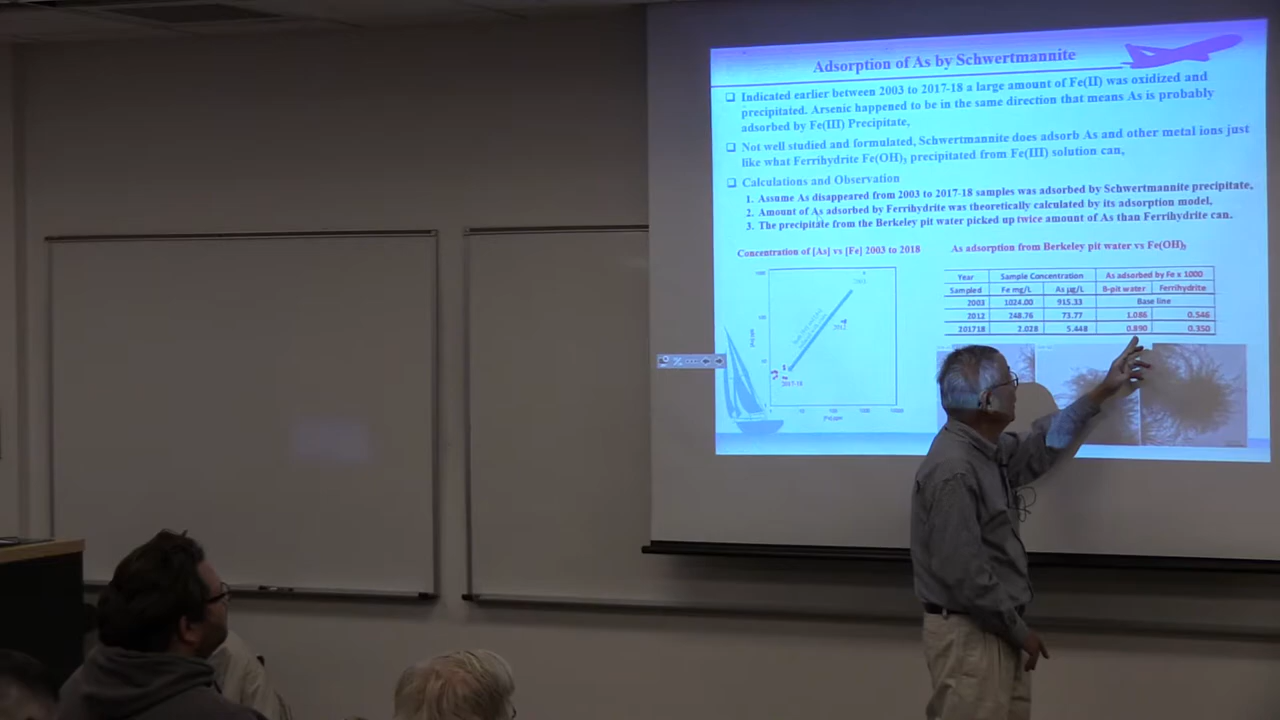 Adsorption of As by Schwertmannite
Indicated earlier between 2003 to 2017-18 a large amount of Fe(II) was oxidized and
precipitated. Arsenic happened to be in the same direction that means As is probably
adsorbed by Fe(III) Precipitate,
Not well studied and formulated, Schwertmannite does adsorb As and other metal ions just
like what Ferrihydrite Fe(OH)3 precipitated from Fe(III) solution can,
Calculations and Observation
1. Assume As disappeared from 2003 to 2017-18 samples was adsorbed by Schwertmannite precipitate,
2. Amount of As adsorbed by Ferrihydrite was theoretically calculated by its adsorption model,
3. The precipitate from the Berkeley pit water picked up twice amount of As than Ferrihydrite can.
Concentration of [As] vs [Fe] 2003 to 2018
2003
2012
2017-18
As adsorption from Berkeley pit water vs Fe(OH)3
Year Sample Concentration As adsorbed by Fe x 1000
Sampled Fe mg/L As µg/L B-pit water Ferrihydrite
2003 1024.00 915.33 Base line
2012 248.76 73.77 1.086 0.546
201718 2.028 5.448 0.890 0.350